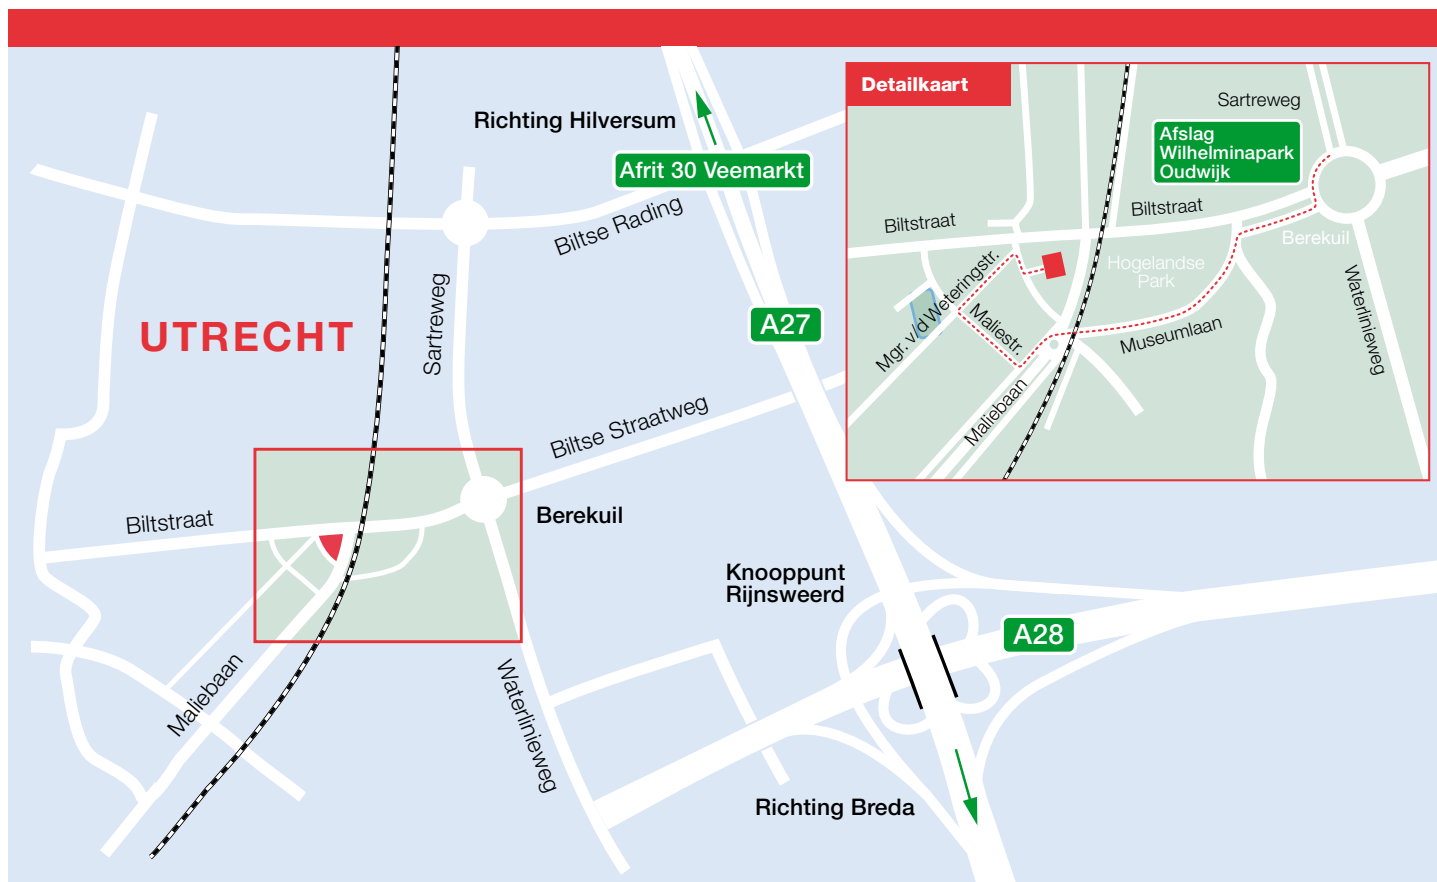 Richting Hilversum
Afrit 30 Veemarkt
Biltse Rading
UTRECHT
Sartreweg
A27
Biltse Straatweg
Biltstraat
Berekuil
Knooppunt
Rijnsweerd
A28
Maliebaan
Waterlinieweg
Richting Breda
Detailkaart
Sartreweg
Afslag
Wilhelminapark
Oudwijk
Biltstraat
Biltstraat
Berekuil
Hogelandse
Park
Mgr. v/d Weteringstr.
Maliestr.
Museumlaan
Waterlinieweg
Maliebaan